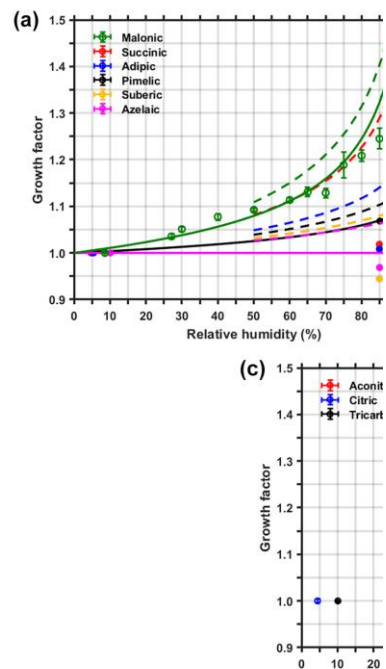 (a)
1.5
1.4
1.3
1.2
1.1
1.0
0.9
Growth factor
Malonic
Succinic
Adipic
Pimelic
Suberic
Azelaic
0 10 20 30 40 50 60 70 80
Relative humidity (%)
(c)
1.5
1.4
1.3
1.2
1.1
1.0
0.9
Growth factor
Aconit
Citric
Tricarb
0 10 20